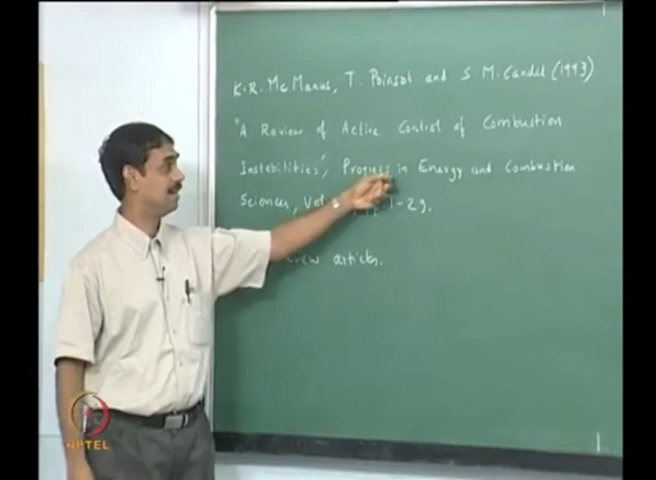 K.R. McManus, T. Poinsot and S. M. Candel (1993)
"A Review of Active Control of Combustion
Instabilities", Progress in Energy and Combustion
Sciences, Vol 1-29.
articles.
NPTEL